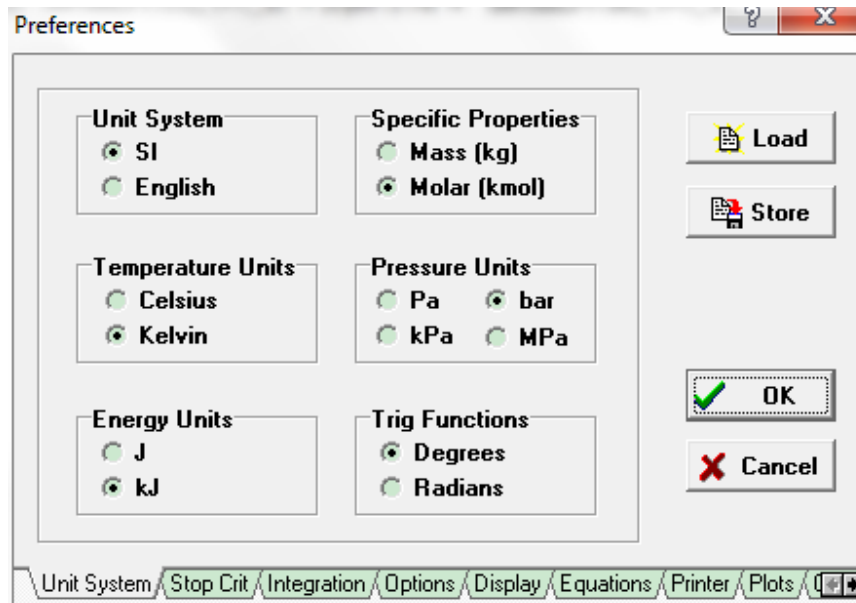 Preferences
Unit System
SI
English
Specific Properties
Mass (kg)
Molar (kmol)
Load
Store
Temperature Units
Celsius
Kelvin
Pressure Units
Pa
bar
kPa
MPa
Energy Units
J
kJ
Trig Functions
Degrees
Radians
OK
Cancel
Unit System Stop Crit Integration Options Display Equations Printer Plots